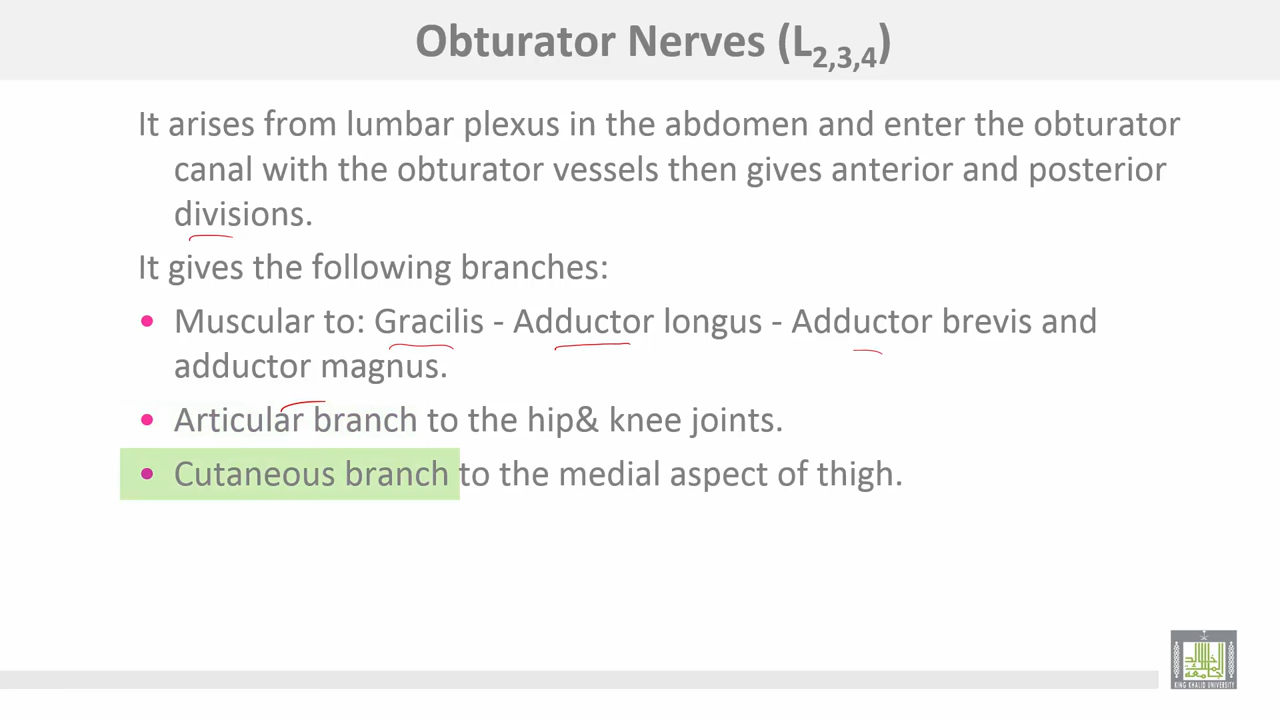 Obturator Nerves (L2,3,4)
It arises from lumbar plexus in the abdomen and enter the obturator
canal with the obturator vessels then gives anterior and posterior
divisions.
It gives the following branches:
• Muscular to: Gracilis - Adductor longus - Adductor brevis and
adductor magnus.
• Articular branch to the hip& knee joints.
• Cutaneous branch to the medial aspect of thigh.
KING KHALID UNIVERSITY